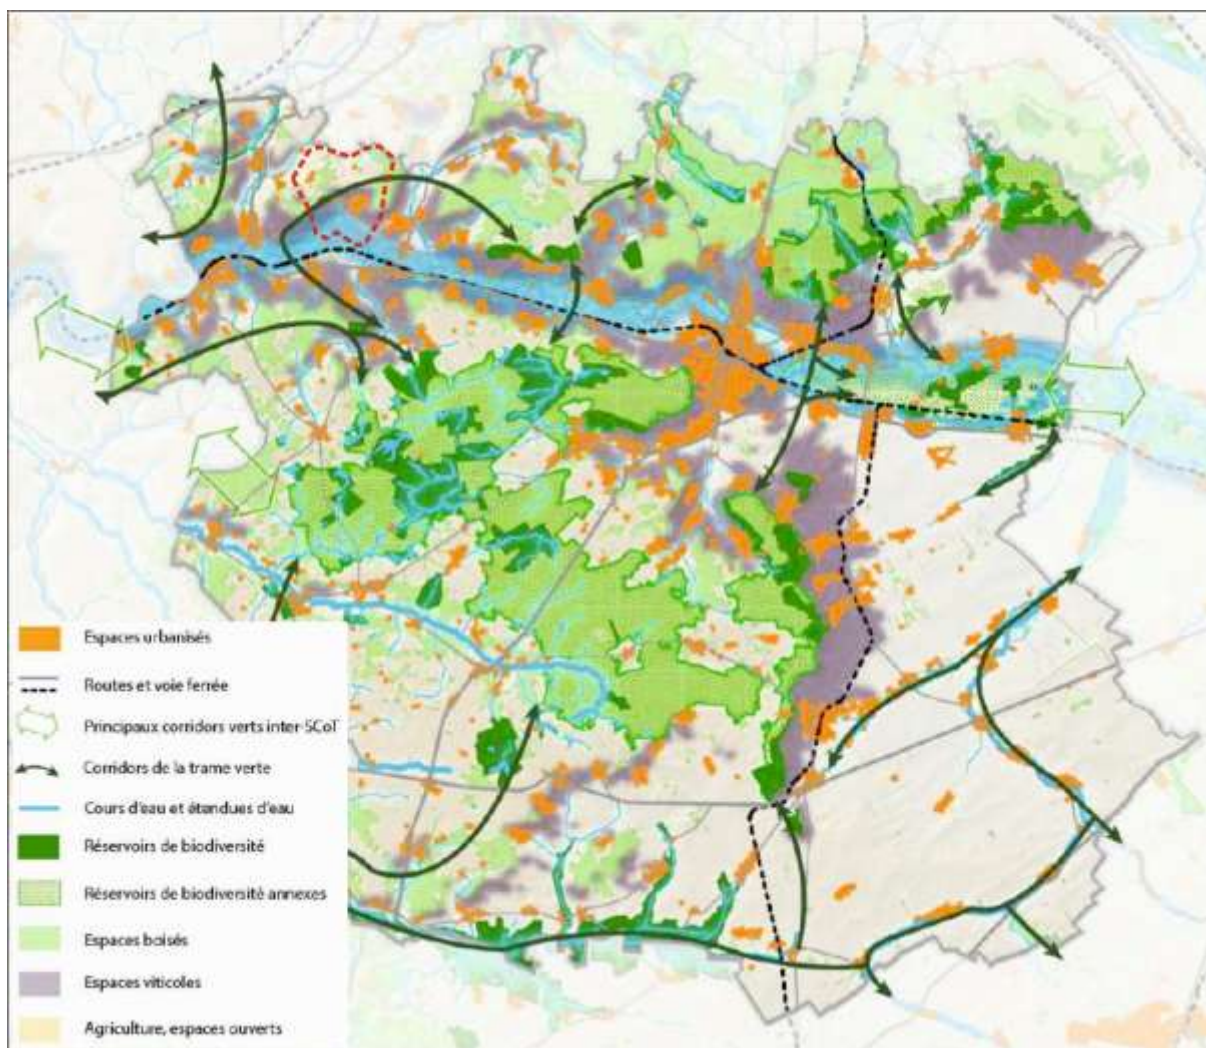 Espaces urbanisés
Routes et voie ferrée
Principaux corridors verts inter-SCoT
Corridors de la trame verte
Cours d'eau et étendues d'eau
Réservoirs de biodiversité
Réservoirs de biodiversité annexes
Espaces boisés
Espaces viticoles
Agriculture, espaces ouverts